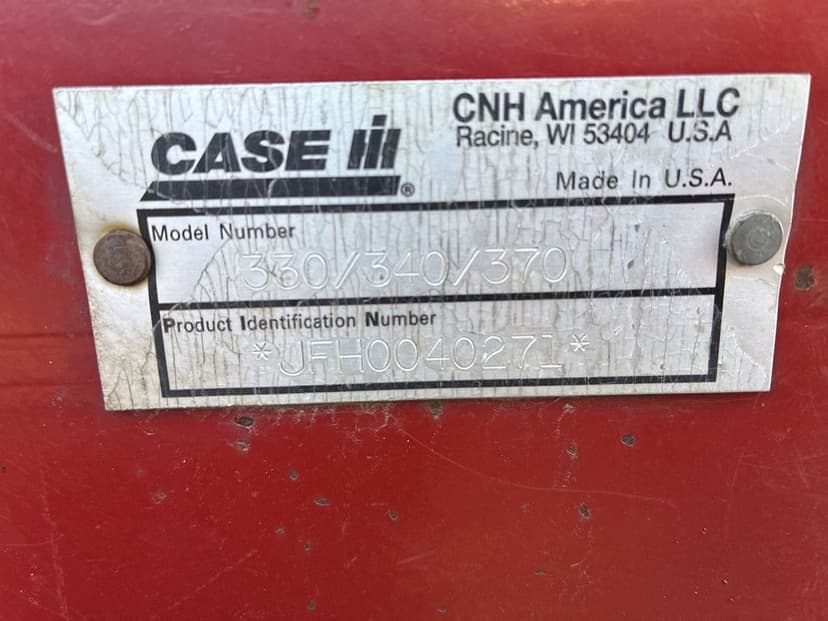 CASE IH®
CNH America LLC
Racine, WI 53404 U.S.A
Made In U.S.A.
Model Number
330/340/370
Product Identification Number
*JFH0040271*